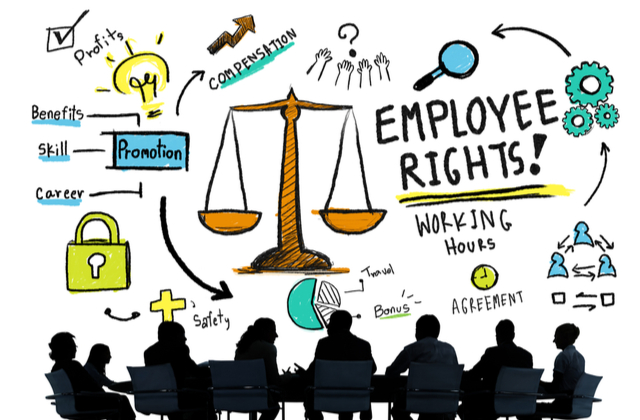 Profits
COMPENSATION
?
Benefits
Skill
Promotion
Career
EMPLOYEE
RIGHTS!
WORKING
HOURS
Travel
Bonus
Safety
AGREEMENT